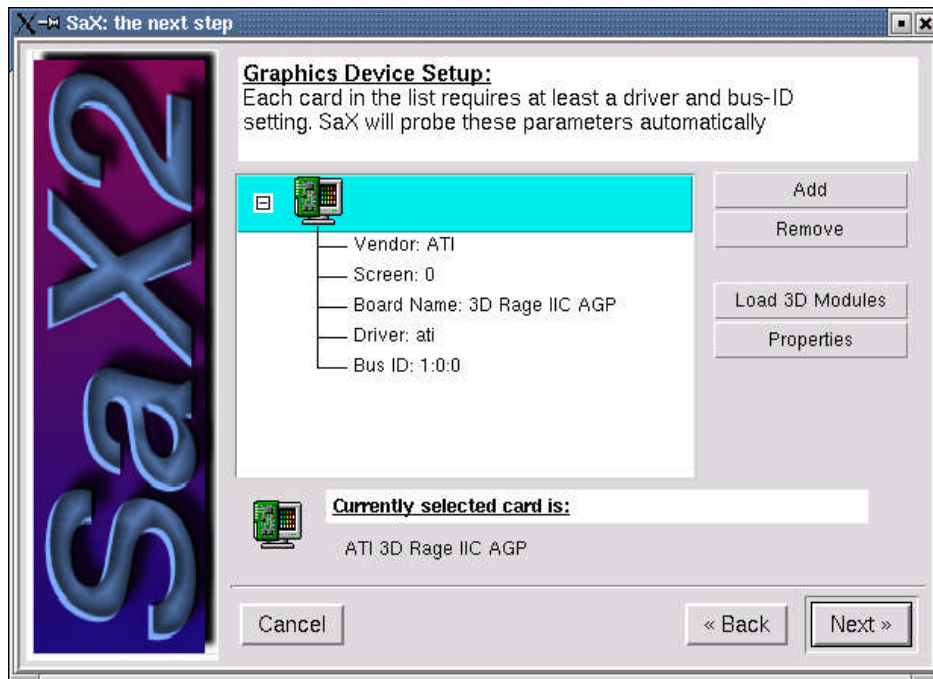 SaX: the next step
SaX2
Graphics Device Setup:
Each card in the list requires at least a driver and bus-ID
setting. SaX will probe these parameters automatically
Vendor: ATI
Screen: 0
Board Name: 3D Rage IIC AGP
Driver: ati
Bus ID: 1:0:0
Add
Remove
Load 3D Modules
Properties
Currently selected card is:
ATI 3D Rage IIC AGP
Cancel
« Back
Next »